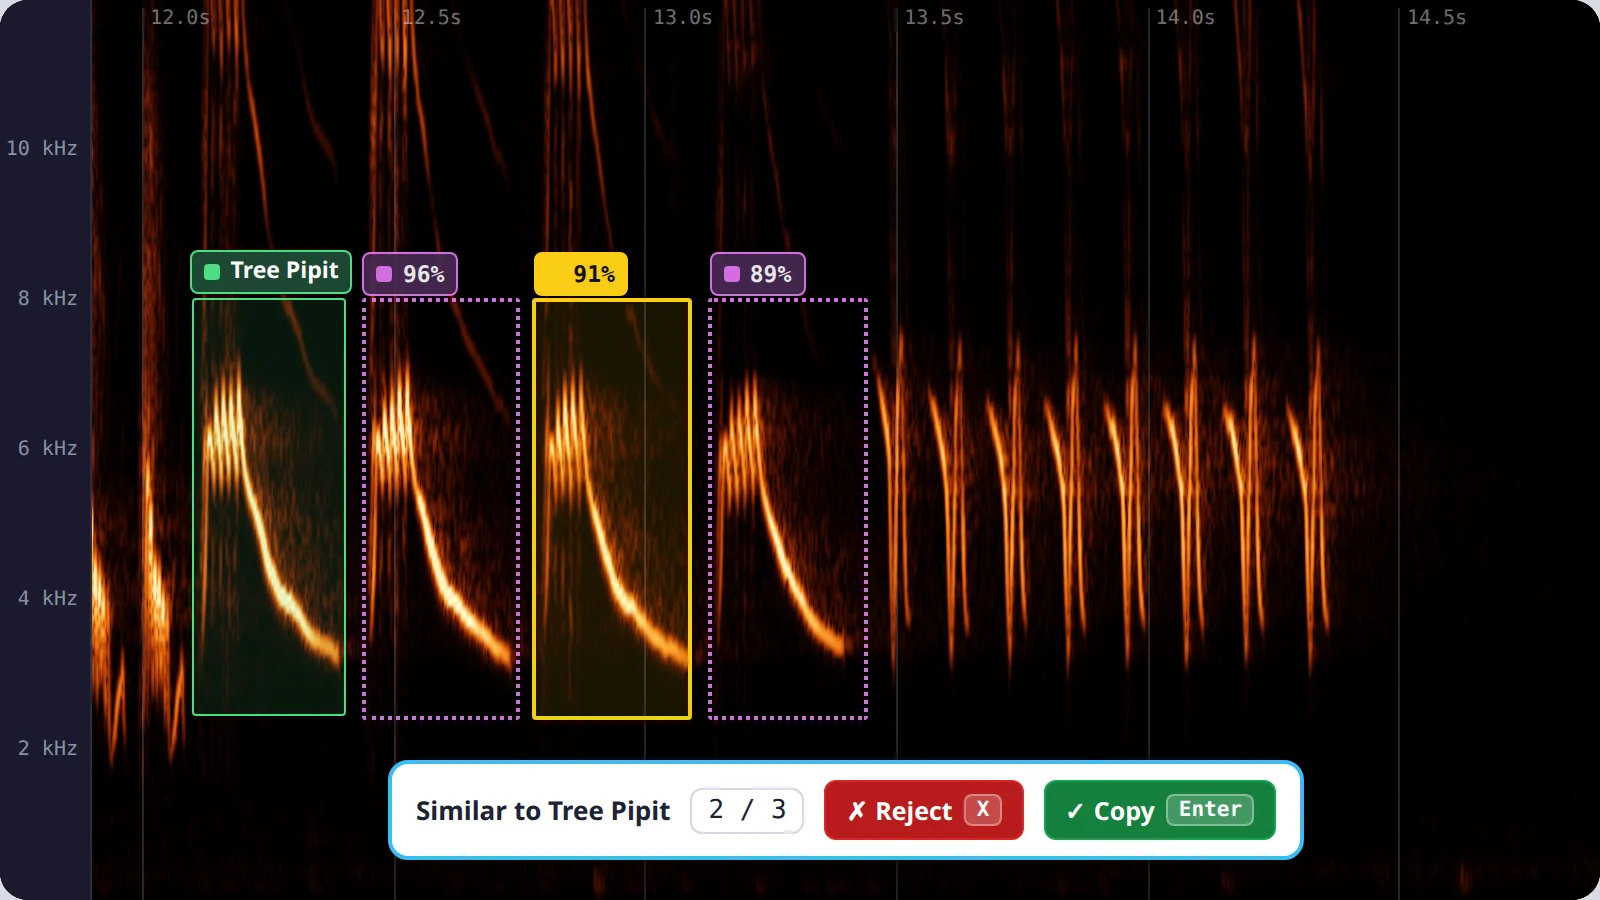 12.0s 12.5s 13.0s 13.5s 14.0s 14.5s
10 kHz
8 kHz
6 kHz
4 kHz
2 kHz
Tree Pipit
96%
91%
89%
Similar to Tree Pipit 2 / 3 ✗ Reject X ✓ Copy Enter